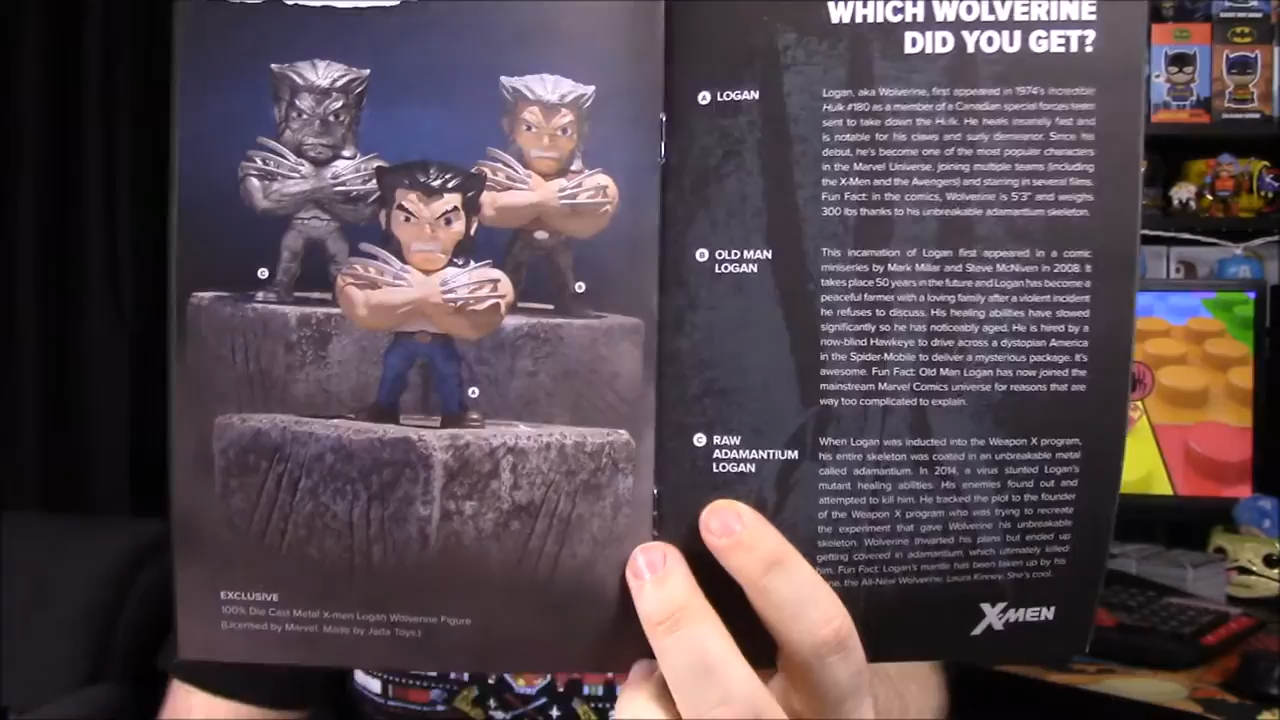 WHICH WOLVERINE
DID YOU GET?
A LOGAN
Logan, aka Wolverine, first appeared in 1974's Incredible
Hulk #180 as a member of a Canadian special forces team
sent to take down the Hulk. He heals insanely fast and
is notable for his claws and surly demeanor. Since his
debut, he's become one of the most popular characters
in the Marvel Universe, joining multiple teams (including
the X-Men and the Avengers) and starring in several films.
Fun Fact: in the comics, Wolverine is 5'3" and weighs
300 lbs thanks to his unbreakable adamantium skeleton.
B OLD MAN
LOGAN
This incarnation of Logan first appeared in a comic
miniseries by Mark Millar and Steve McNiven in 2008. It
takes place 50 years in the future and Logan has become a
peaceful farmer with a loving family after a violent incident
he refuses to discuss. His healing abilities have slowed
significantly so he has noticeably aged. He is hired by a
now-blind Hawkeye to drive across a dystopian America
in the Spider-Mobile to deliver a mysterious package. It's
awesome. Fun Fact: Old Man Logan has now joined the
mainstream Marvel Comics universe for reasons that are
way too complicated to explain.
C RAW
ADAMANTIUM
LOGAN
When Logan was inducted into the Weapon X program,
his entire skeleton was coated in an unbreakable metal
called adamantium. In 2014, a virus stunted Logan's
mutant healing abilities. His enemies found out and
attempted to kill him. He tracked the plot to the founder
of the Weapon X program who was trying to recreate
the experiment that gave Wolverine his unbreakable
skeleton. Wolverine thwarted his plans but ended up
getting covered in adamantium, which ultimately killed
him. Fun Fact: Logan's mantle has been taken up by his
the All-New Wolverine, Laura Kinney. She's cool.
X-MEN
C
B
A
EXCLUSIVE
100% Die Cast Metal X-men Logan Wolverine Figure
(Licensed by Marvel. Made by Jada Toys.)